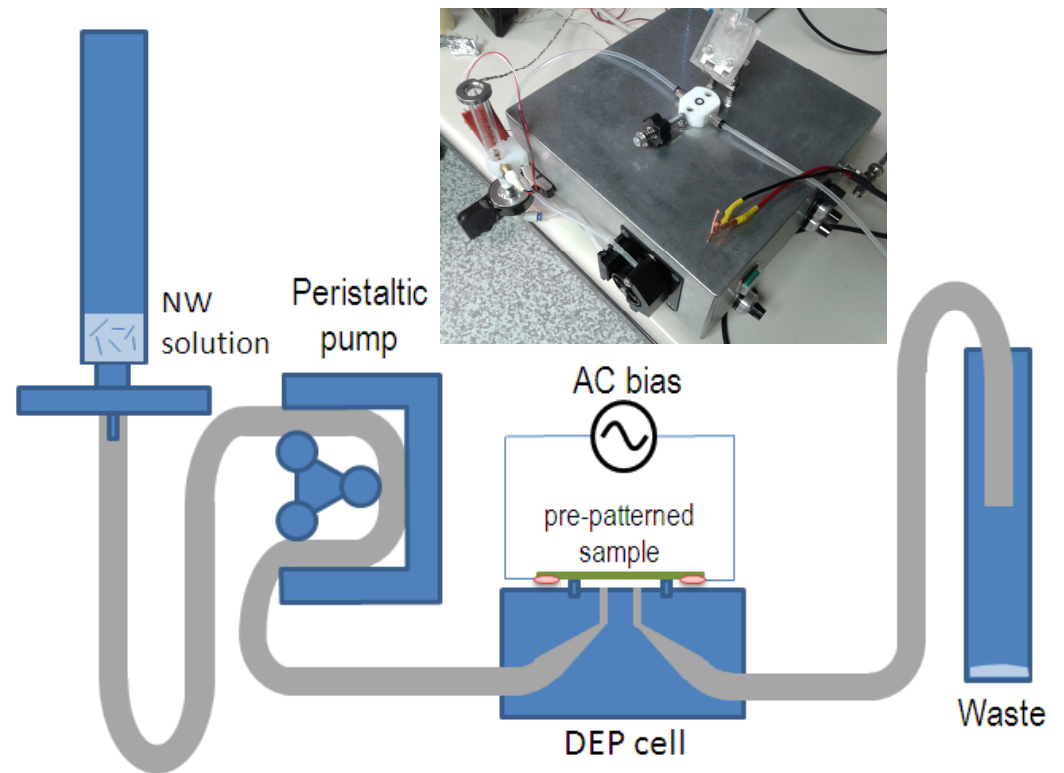 NW
solution
Peristaltic
pump
AC bias
pre-patterned
sample
DEP cell
Waste